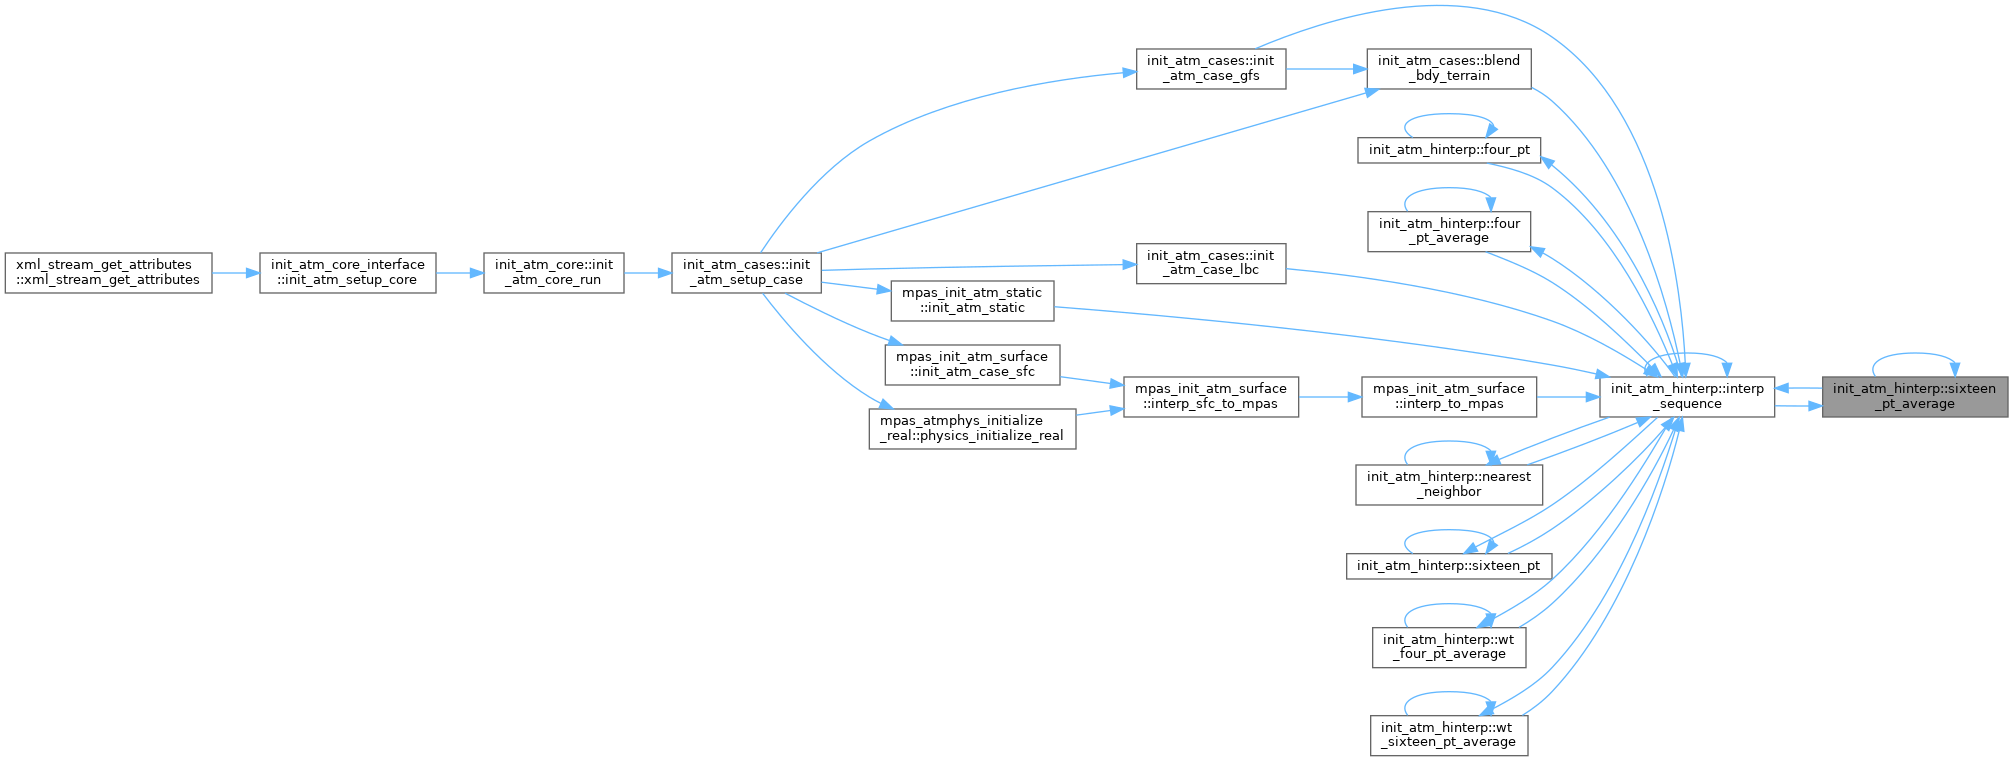 xml_stream_get_attributes
::xml_stream_get_attributes
init_atm_core_interface
::init_atm_setup_core
init_atm_core::init
_atm_core_run
init_atm_cases::init
_atm_setup_case
init_atm_cases::init
_atm_case_gfs
init_atm_cases::blend
_bdy_terrain
init_atm_hinterp::four_pt
init_atm_hinterp::four
_pt_average
init_atm_cases::init
_atm_case_lbc
mpas_init_atm_static
::init_atm_static
mpas_init_atm_surface
::init_atm_case_sfc
mpas_atmphys_initialize
_real::physics_initialize_real
mpas_init_atm_surface
::interp_sfc_to_mpas
mpas_init_atm_surface
::interp_to_mpas
init_atm_hinterp::interp
_sequence
init_atm_hinterp::sixteen
_pt_average
init_atm_hinterp::nearest
_neighbor
init_atm_hinterp::sixteen_pt
init_atm_hinterp::wt
_four_pt_average
init_atm_hinterp::wt
_sixteen_pt_average